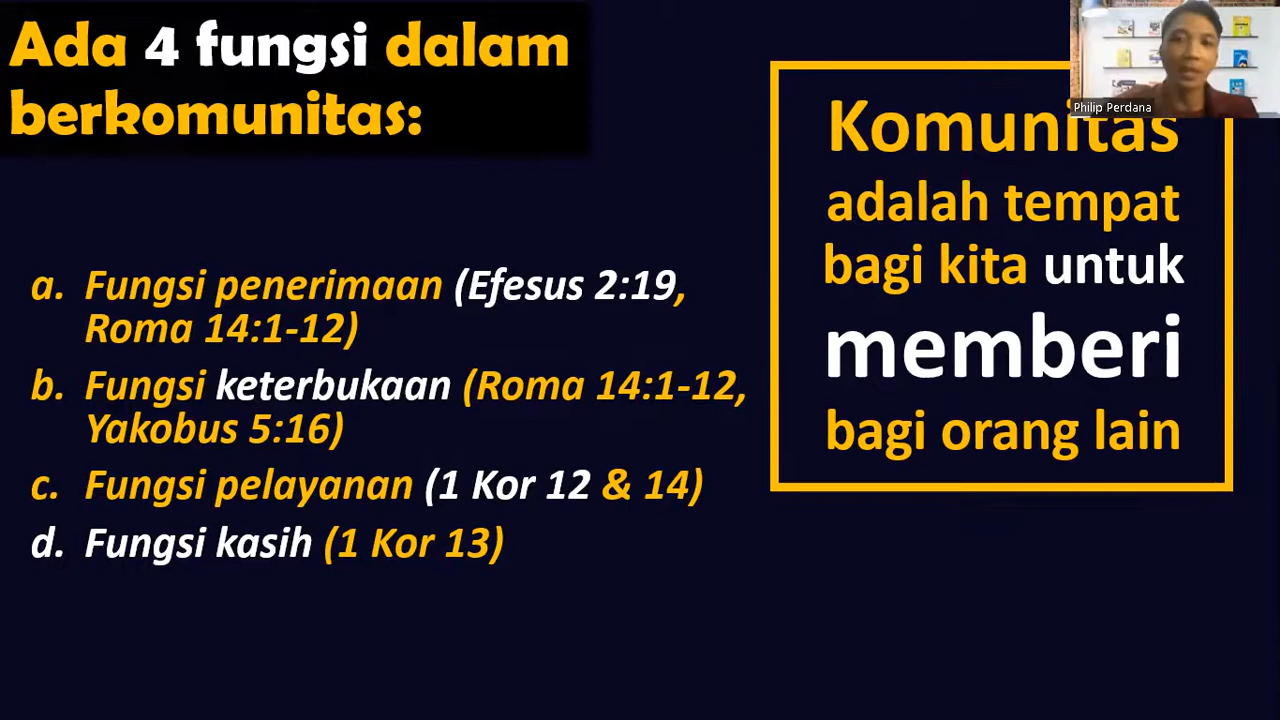 Ada 4 fungsi dalam
berkomunitas:
a. Fungsi penerimaan (Efesus 2:19,
Roma 14:1-12)
b. Fungsi keterbukaan (Roma 14:1-12,
Yakobus 5:16)
c. Fungsi pelayanan (1 Kor 12 & 14)
d. Fungsi kasih (1 Kor 13)
Philip Perdana
Komunitas
adalah tempat
bagi kita untuk
memberi
bagi orang lain